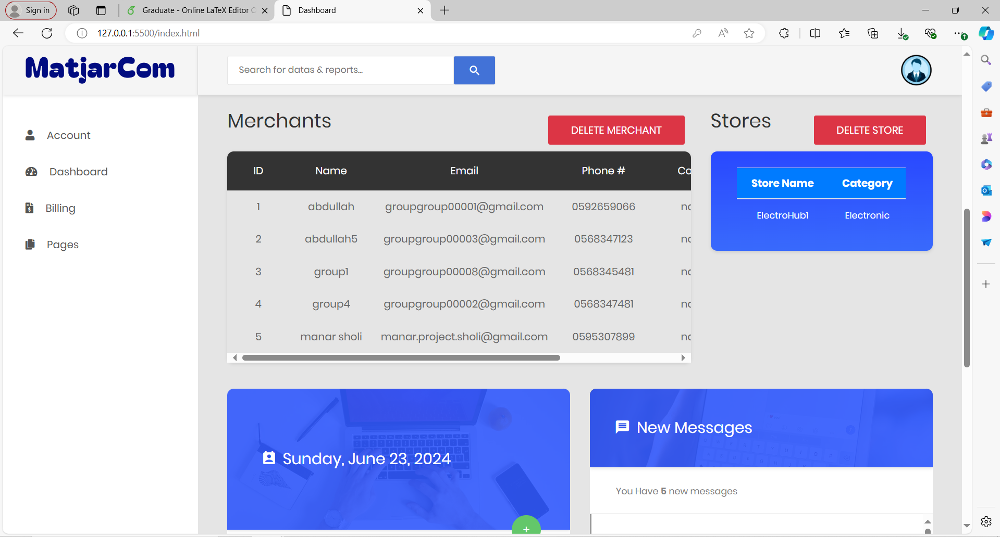 Sign in
Graduate - Online LaTeX Editor
Dashboard
127.0.0.1:5500/index.html
MatjarCom
Search for datas & reports...
Account
Dashboard
Billing
Pages
Merchants
DELETE MERCHANT
ID Name Email Phone # Co
1 abdullah groupgroup00001@gmail.com 0592659066
2 abdullah5 groupgroup00003@gmail.com 0568347123
3 group1 groupgroup00008@gmail.com 0568345481
4 group4 groupgroup00002@gmail.com 0568347481
5 manar sholi manar.project.sholi@gmail.com 0595307899
Stores
DELETE STORE
Store Name Category
ElectroHub1 Electronic
Sunday, June 23, 2024
+
New Messages
You Have 5 new messages